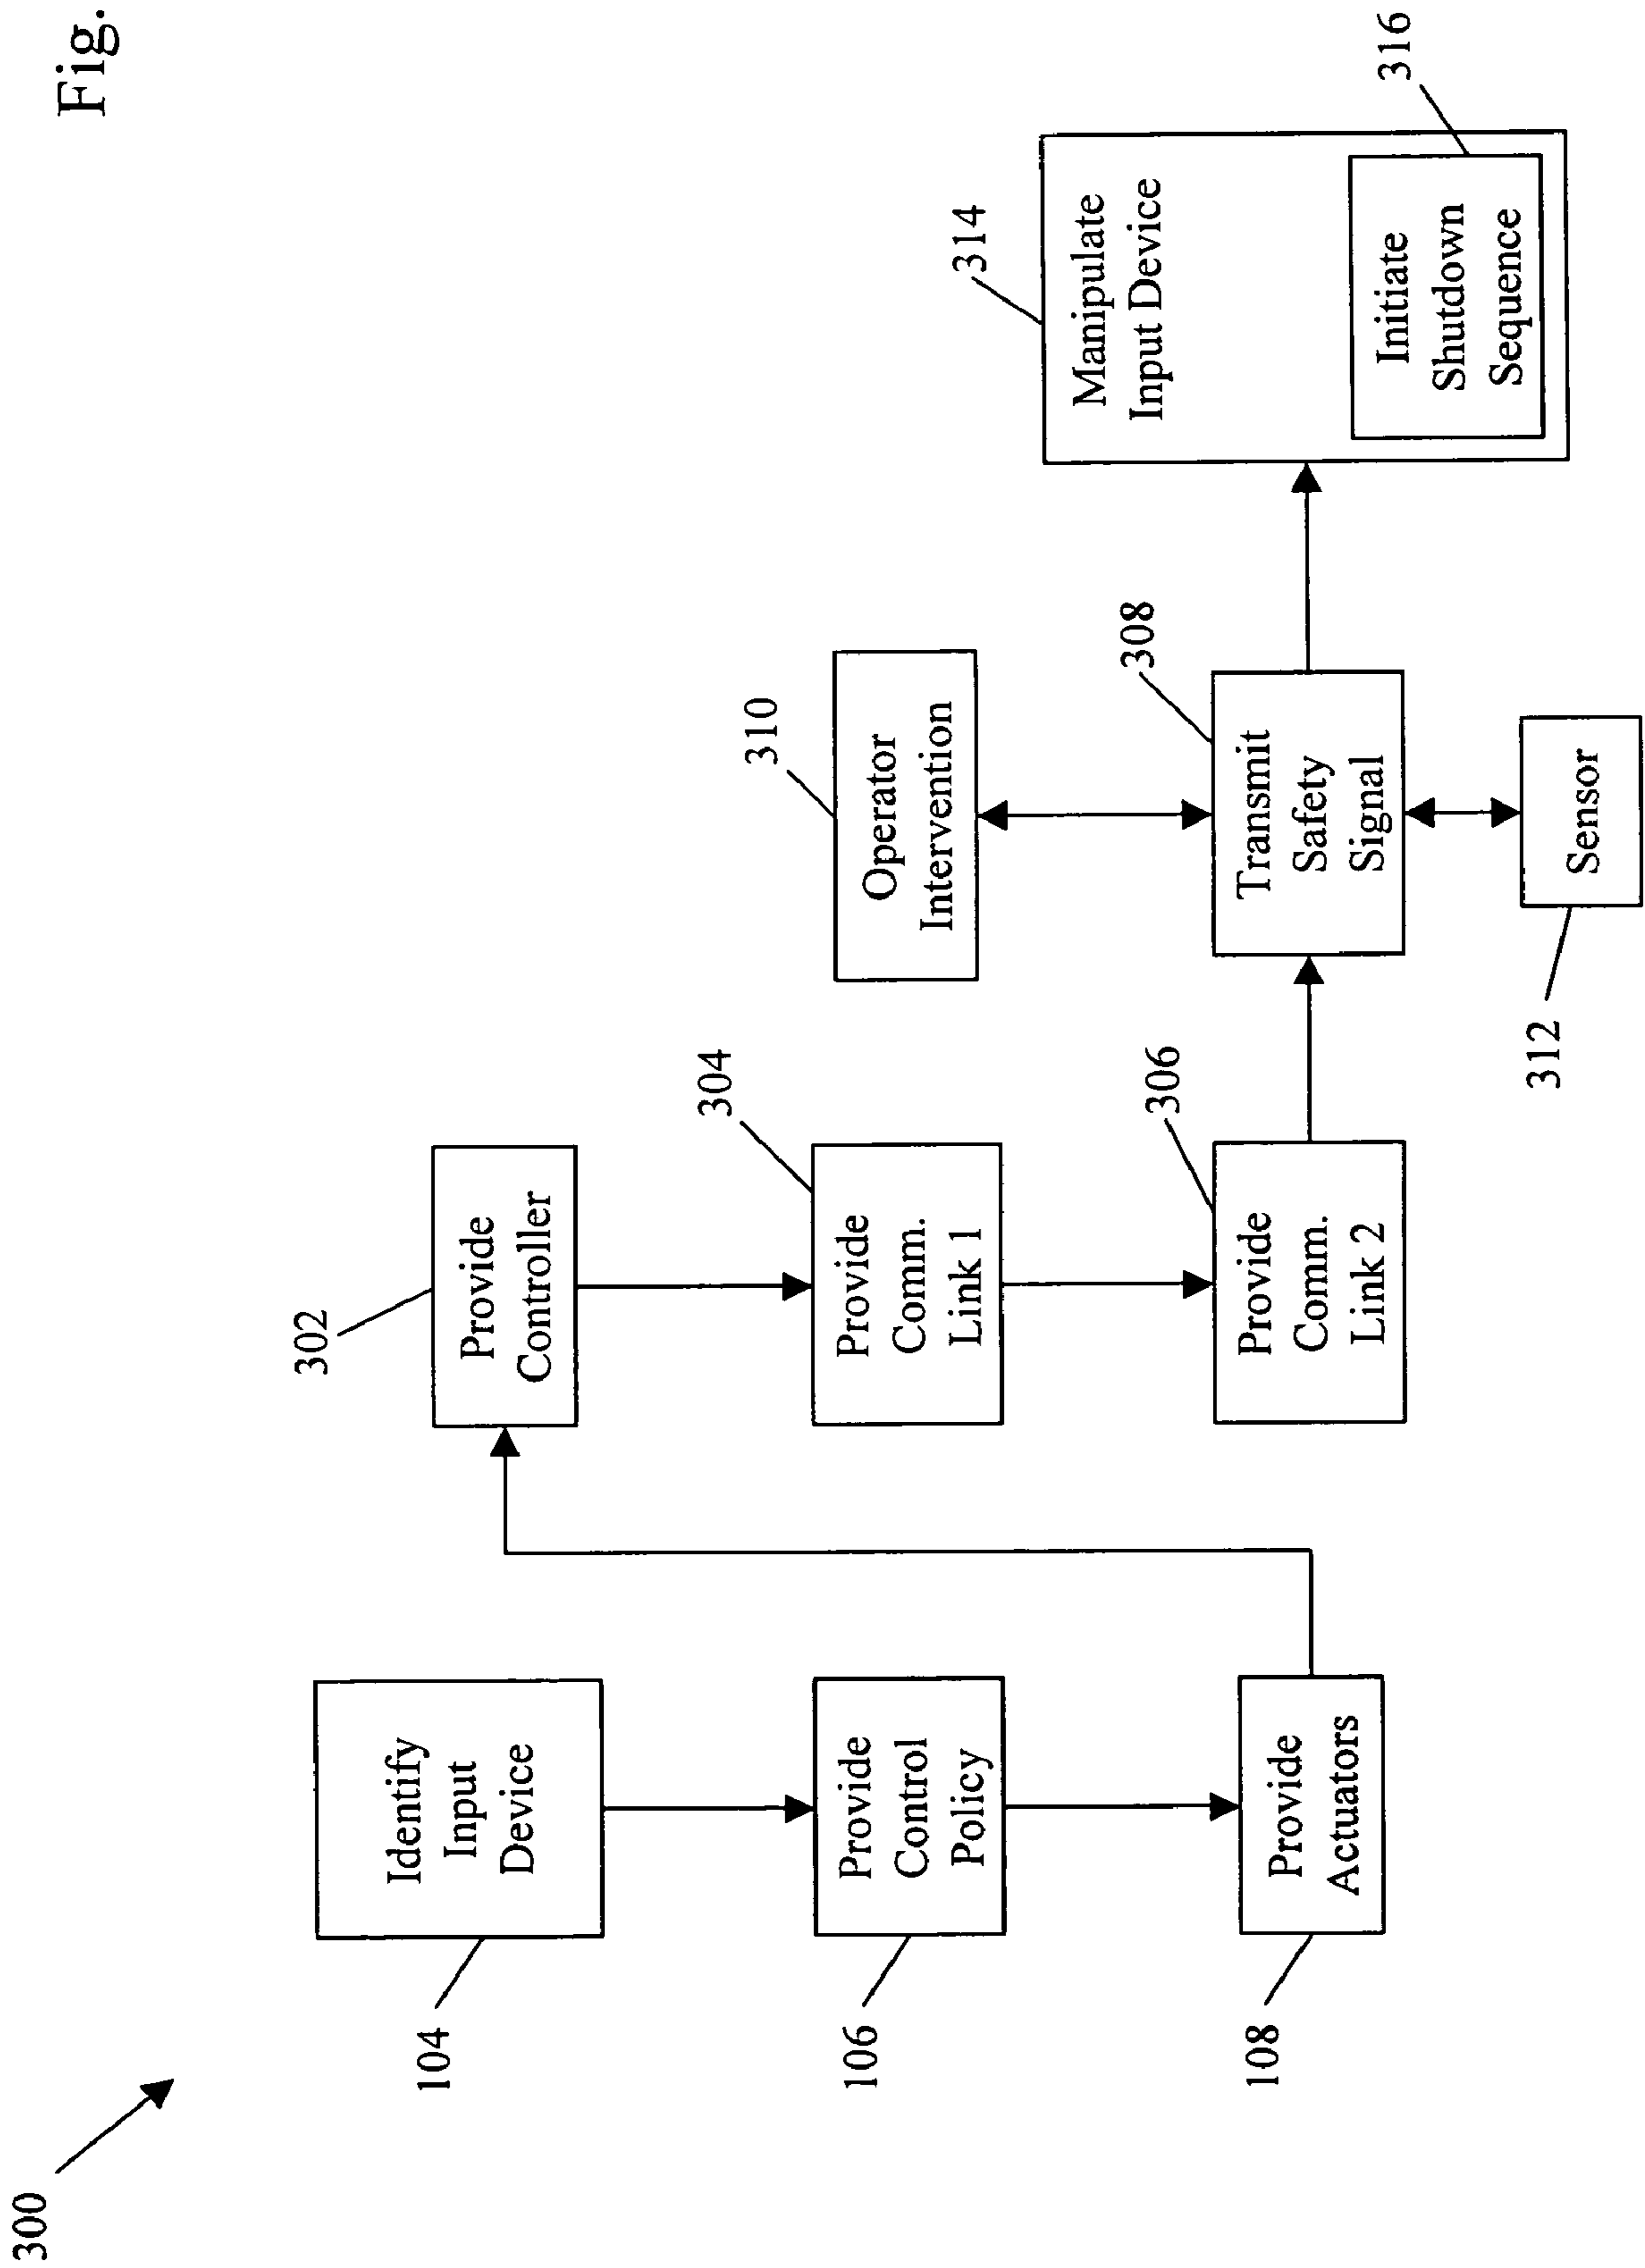 Fig.
300
104
Identify
Input
Device
106
Provide
Control
Policy
108
Provide
Actuators
302
Provide
Controller
304
Provide
Comm.
Link 1
306
Provide
Comm.
Link 2
310
Operator
Intervention
308
Transmit
Safety
Signal
312
Sensor
314
Manipulate
Input Device
316
Initiate
Shutdown
Sequence